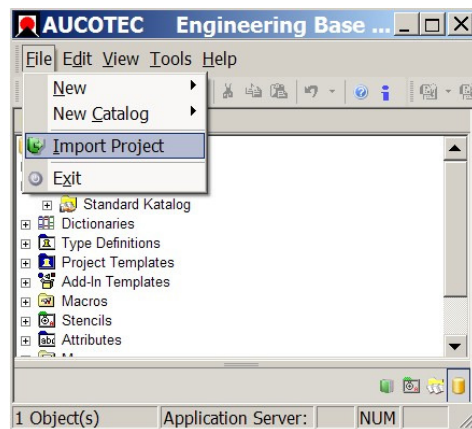 AUCOTEC Engineering Base ...
File Edit View Tools Help
New
New Catalog
Import Project
Exit
Standard Katalog
Dictionaries
Type Definitions
Project Templates
Add-In Templates
Macros
Stencils
Attributes
1 Object(s) Application Server: NUM